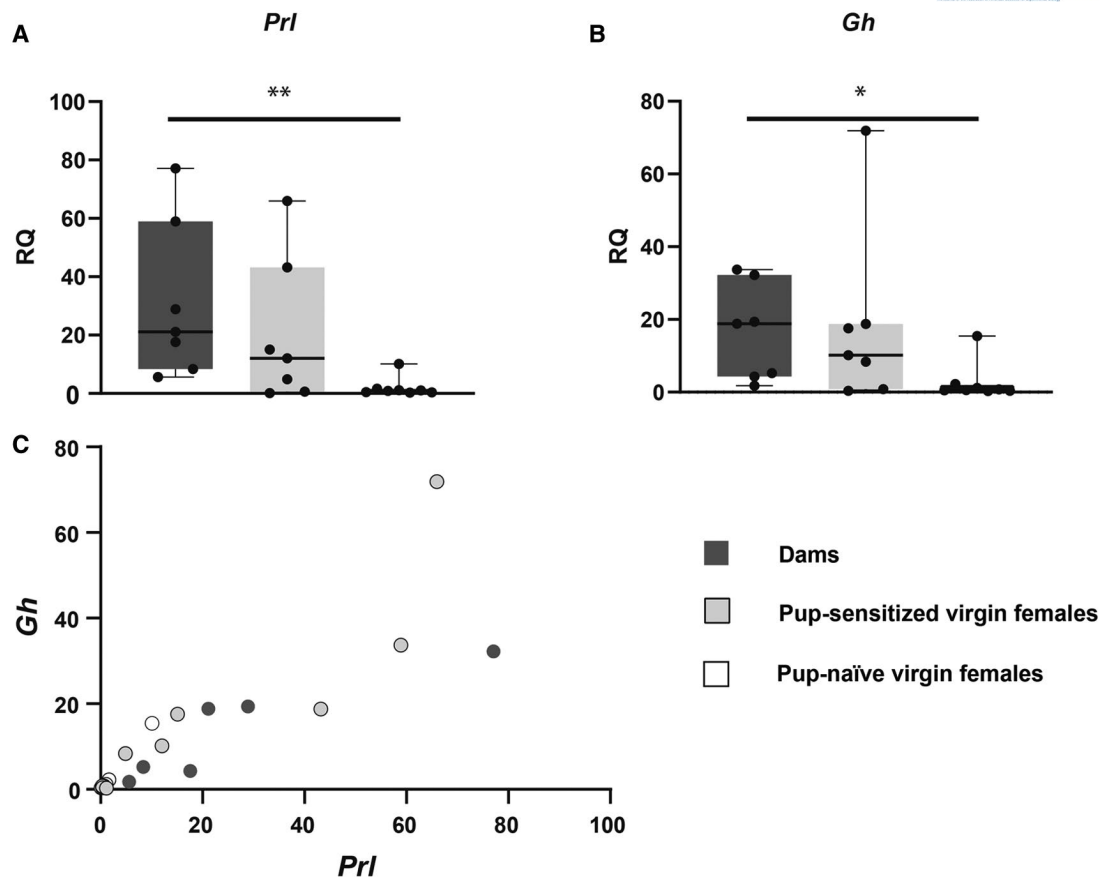 A
Prl
B
Gh
**
*
RQ
100
80
60
40
20
0
RQ
80
60
40
20
0
C
Gh
80
60
40
20
0
0 20 40 60 80 100
Prl
Dams
Pup-sensitized virgin females
Pup-naïve virgin females